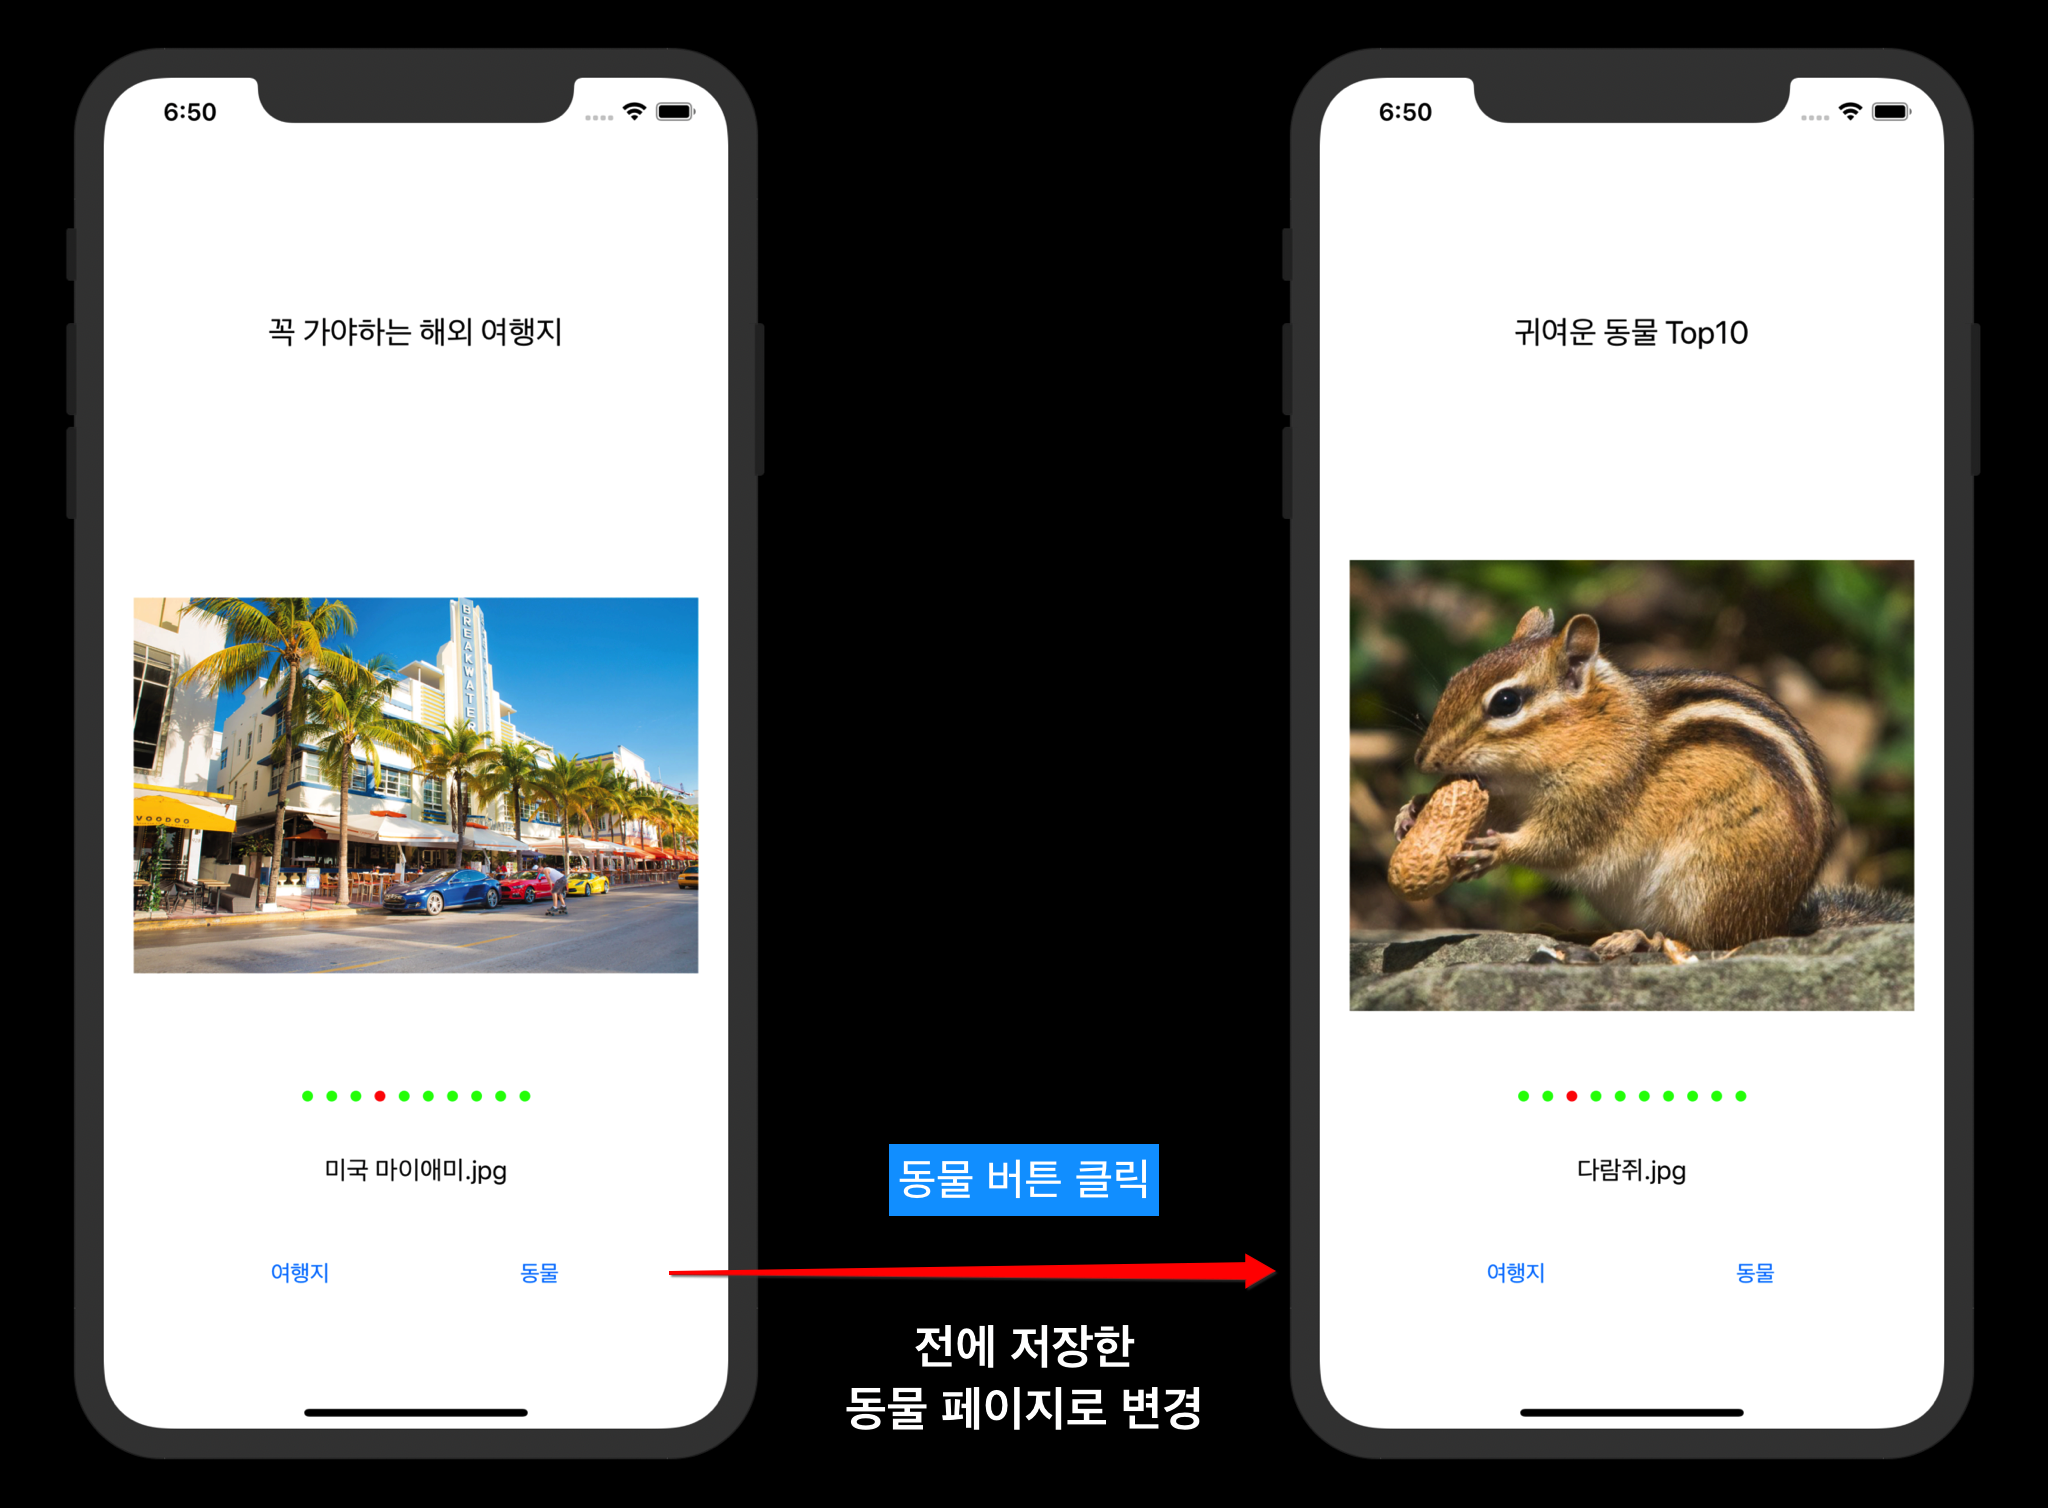 6:50
꼭 가야하는 해외 여행지
BREAKWATER
VOODOO
미국 마이애미.jpg
여행지 동물
동물 버튼 클릭
전에 저장한
동물 페이지로 변경
6:50
귀여운 동물 Top10
다람쥐.jpg
여행지 동물